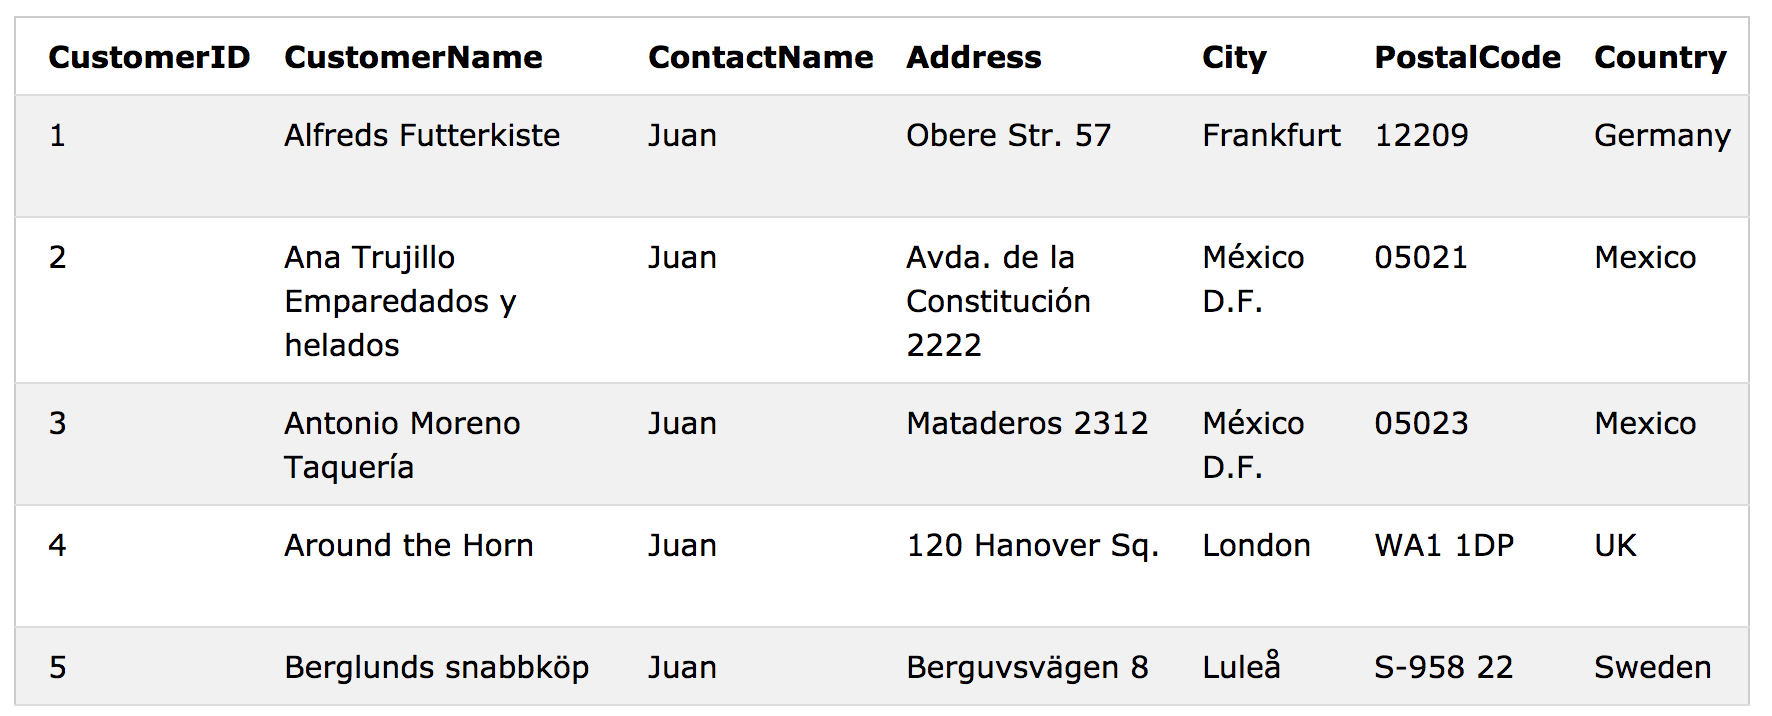 CustomerID CustomerName ContactName Address City PostalCode Country
1 Alfreds Futterkiste Juan Obere Str. 57 Frankfurt 12209 Germany
2 Ana Trujillo Juan Avda. de la México 05021 Mexico
Emparedados y Constitución D.F.
helados 2222
3 Antonio Moreno Juan Mataderos 2312 México 05023 Mexico
Taquería D.F.
4 Around the Horn Juan 120 Hanover Sq. London WA1 1DP UK
5 Berglunds snabbköp Juan Berguvsvägen 8 Luleå S-958 22 Sweden